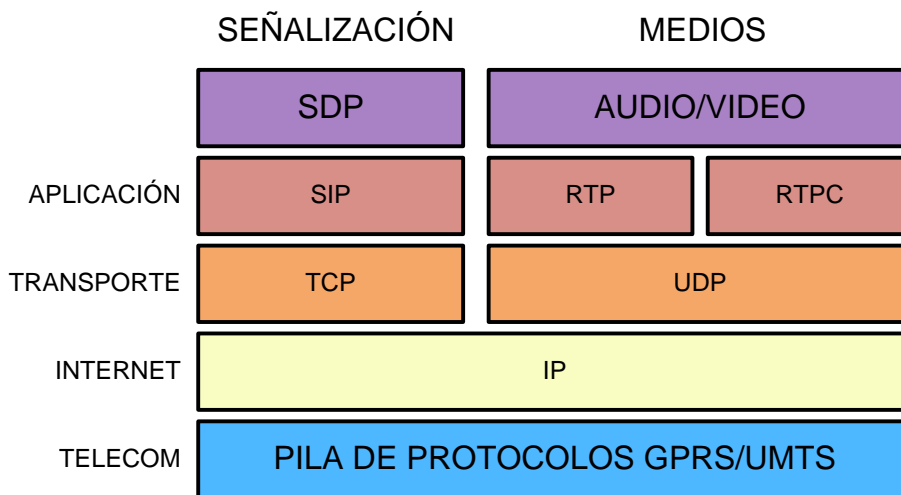 SEÑALIZACIÓN MEDIOS
SDP AUDIO/VIDEO
APLICACIÓN SIP RTP RTPC
TRANSPORTE TCP UDP
INTERNET IP
TELECOM PILA DE PROTOCOLOS GPRS/UMTS